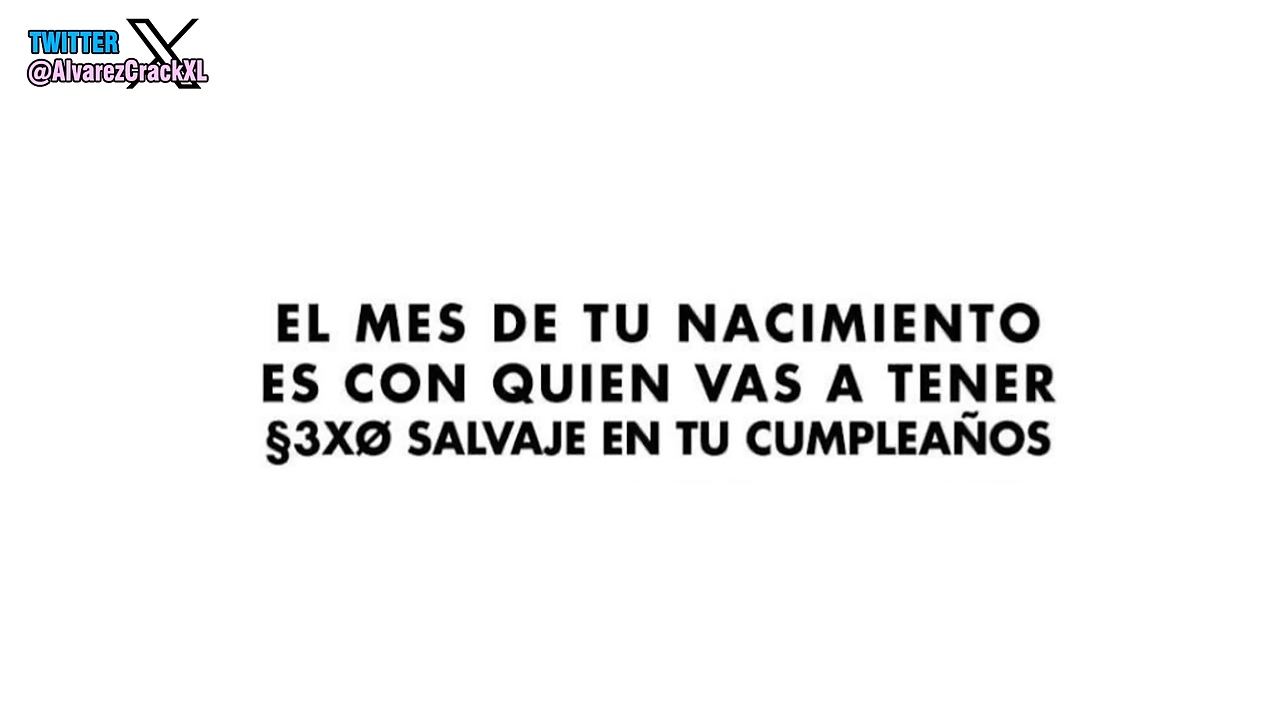 TWITTER
@AlvarezCrackXL
EL MES DE TU NACIMIENTO
ES CON QUIEN VAS A TENER
§3XØ SALVAJE EN TU CUMPLEAÑOS